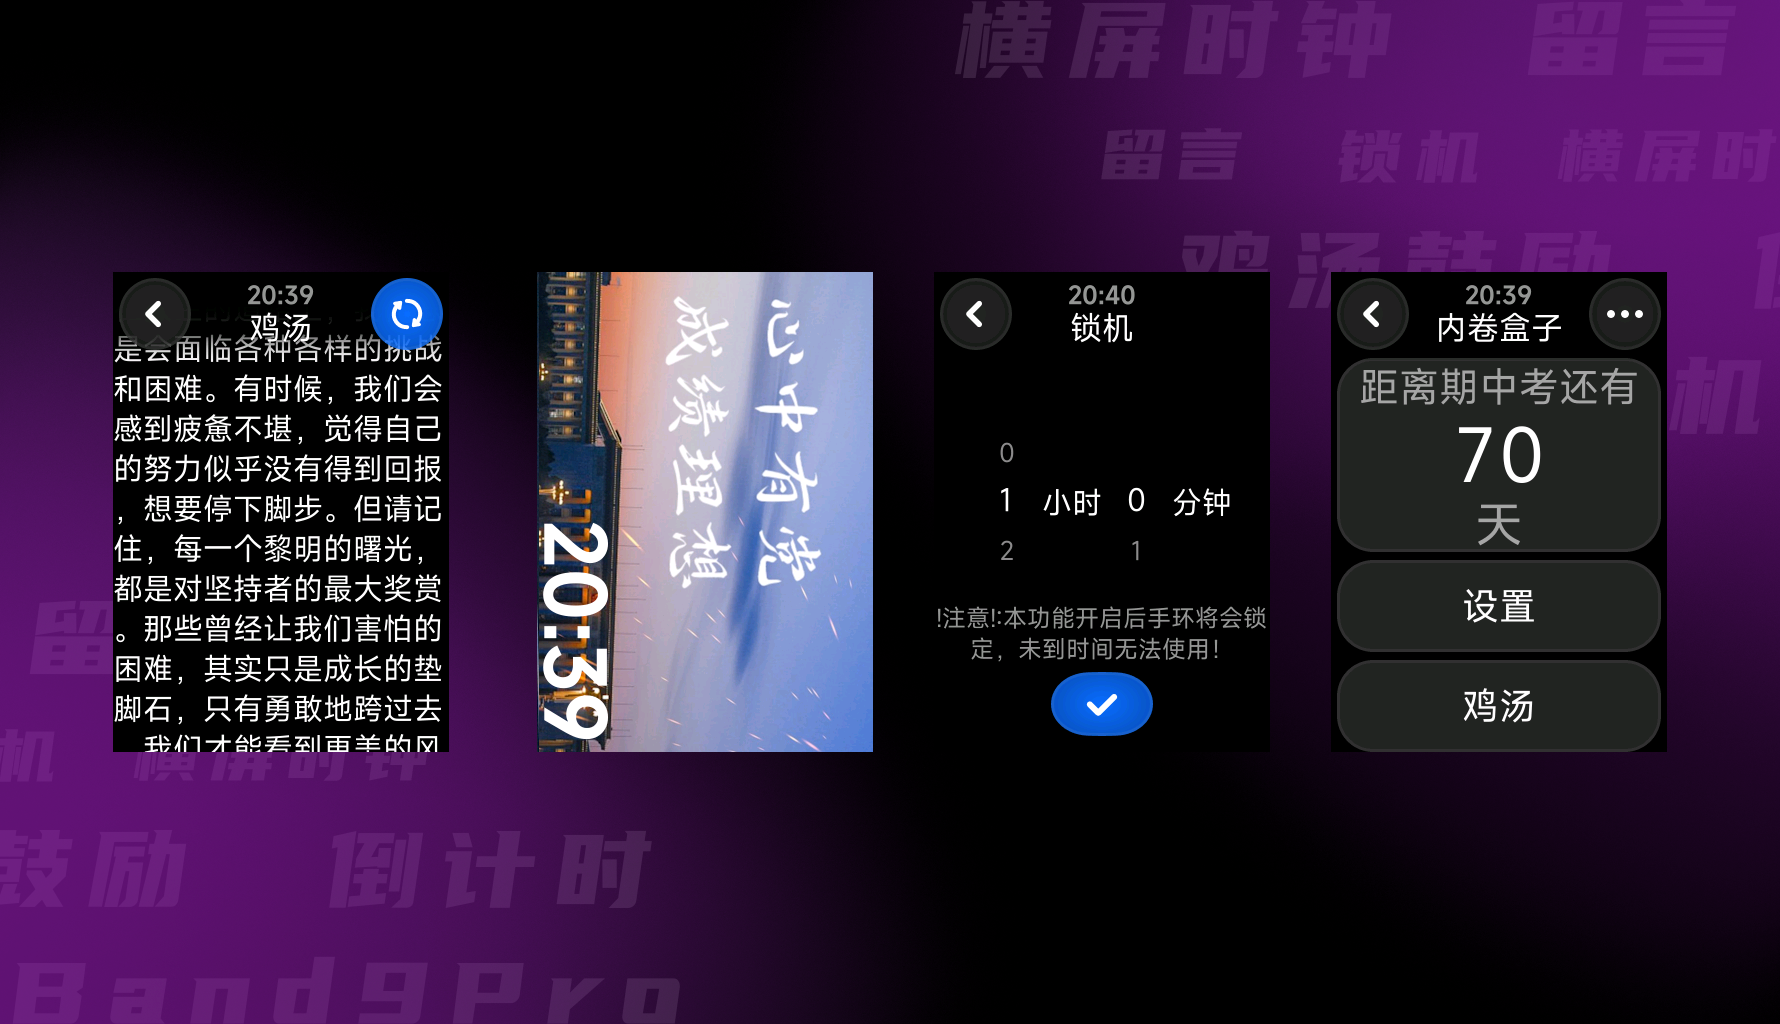 横屏时钟 留言
留言 锁机 横屏时
鸡汤鼓励
20:39
鸡汤
是会面临各种各样的挑战
和困难。有时候，我们会
感到疲惫不堪，觉得自己
的努力似乎没有得到回报
，想要停下脚步。但请记
住，每一个黎明的曙光，
都是对坚持者的最大奖赏
。那些曾经让我们害怕的
困难，其实只是成长的垫
脚石，只有勇敢地跨过去
我们才能看到更美的风
心中有党
成绩理想
20:39
20:40
锁机
0
1 小时 0 分钟
2 1
!注意!:本功能开启后手环将会锁
定，未到时间无法使用！
20:39
内卷盒子
距离期中考还有
70
天
设置
鸡汤
机
留
机 横屏时钟
鼓励 倒计时
Band9Pro